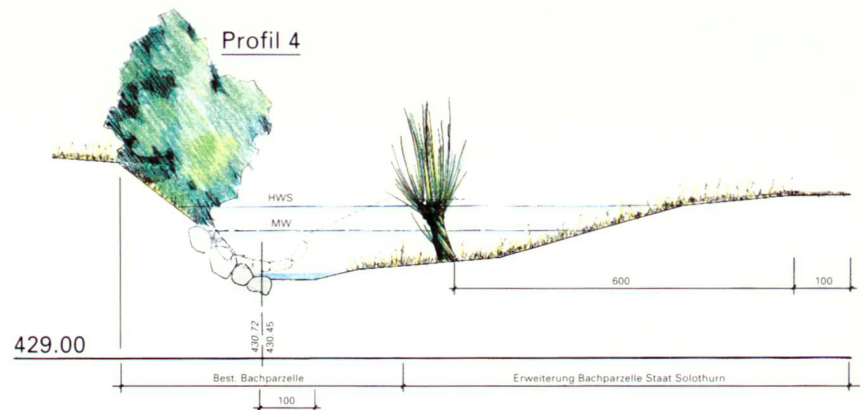 Profil 4
HWS
MW
600
100
430.72
430.45
429.00
Best. Bachparzelle
Erweiterung Bachparzelle Staat Solothurn
100